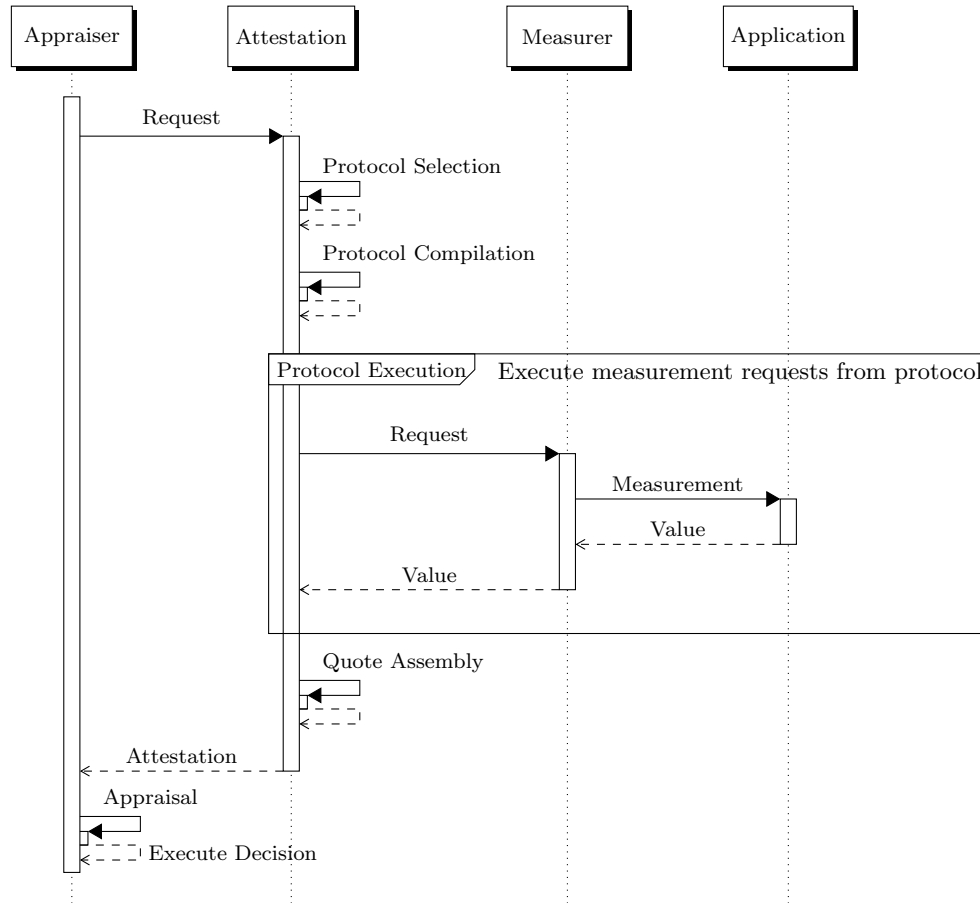 Appraiser
Attestation
Measurer
Application
Request
Protocol Selection
Protocol Compilation
Protocol Execution
Execute measurement requests from protocol
Request
Measurement
Value
Value
Quote Assembly
Attestation
Appraisal
Execute Decision